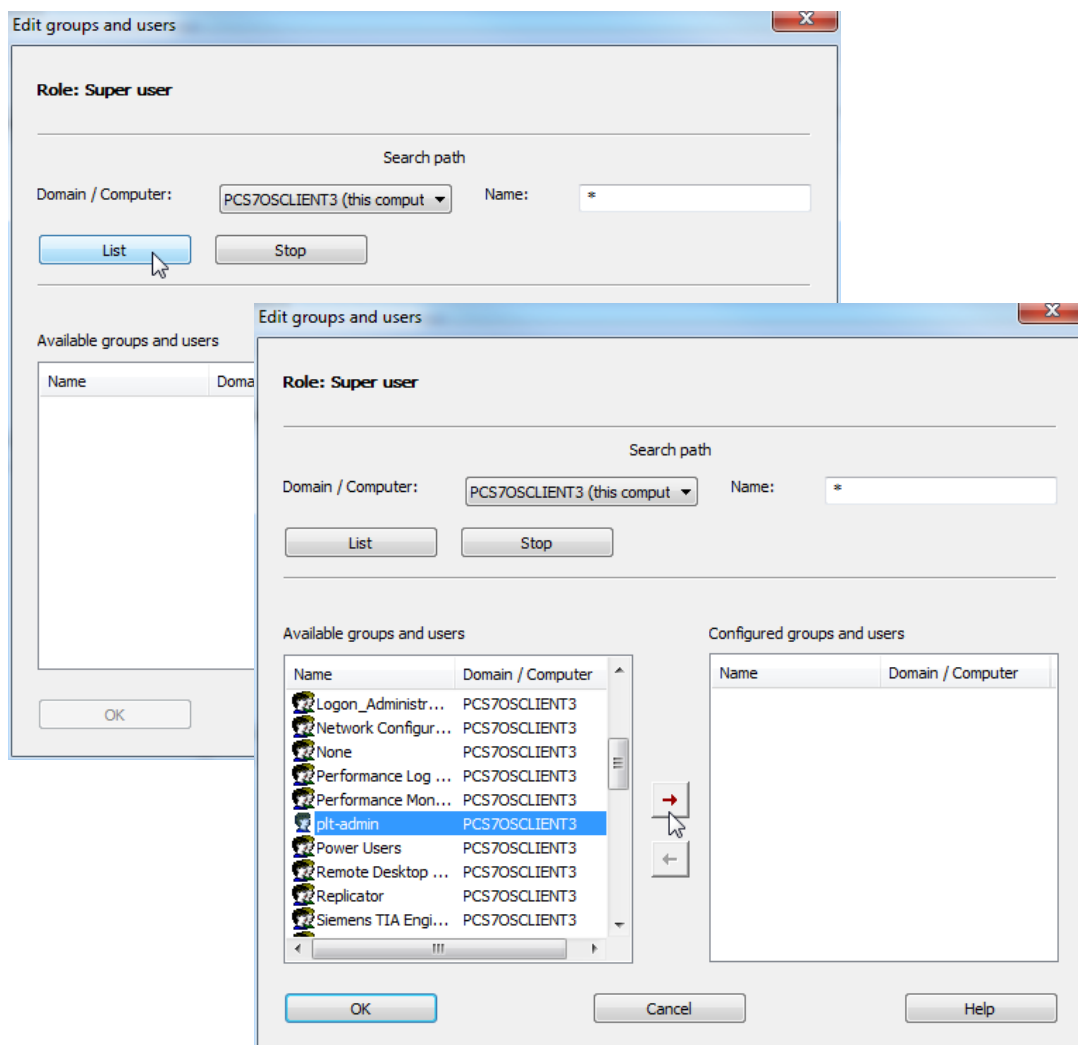 Edit groups and users
Role: Super user
Search path
Domain / Computer: PCS7OSCLIENT3 (this comput Name: *
List Stop
Available groups and users
Name Doma
OK
Edit groups and users
Role: Super user
Search path
Domain / Computer: PCS7OSCLIENT3 (this comput Name: *
List Stop
Available groups and users Configured groups and users
Name Domain / Computer Name Domain / Computer
Logon_Administr... PCS7OSCLIENT3
Network Configur... PCS7OSCLIENT3
None PCS7OSCLIENT3
Performance Log ... PCS7OSCLIENT3
Performance Mon... PCS7OSCLIENT3
plt-admin PCS7OSCLIENT3
Power Users PCS7OSCLIENT3
Remote Desktop ... PCS7OSCLIENT3
Replicator PCS7OSCLIENT3
Siemens TIA Engi... PCS7OSCLIENT3
OK Cancel Help